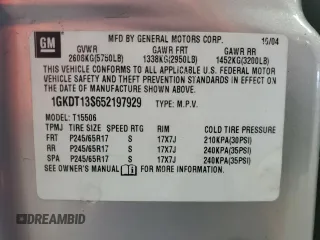 GM
MFD BY GENERAL MOTORS CORP. 10/04
GVWR GAWR FRT GAWR RR
2608KG(5750LB) 1338KG(2950LB) 1452KG(3200LB)
THIS VEHICLE CONFORMS TO ALL APPLICABLE U.S. FEDERAL MOTOR VEHICLE SAFETY STANDARDS IN EFFECT ON
THE DATE OF MANUFACTURE SHOWN ABOVE.
1GKDT13S652197929 TYPE: M.P.V.
MODEL: T15506
TPMJ TIRE SIZE SPEED RTG RIM COLD TIRE PRESSURE
FRT P245/65R17 S 17X7J 210KPA(30PSI)
RR P245/65R17 S 17X7J 240KPA(35PSI)
SPA P245/65R17 S 17X7J 240KPA(35PSI)
SEE OWNER'S MANUAL FOR MORE INFORMATION.
DREAMBID